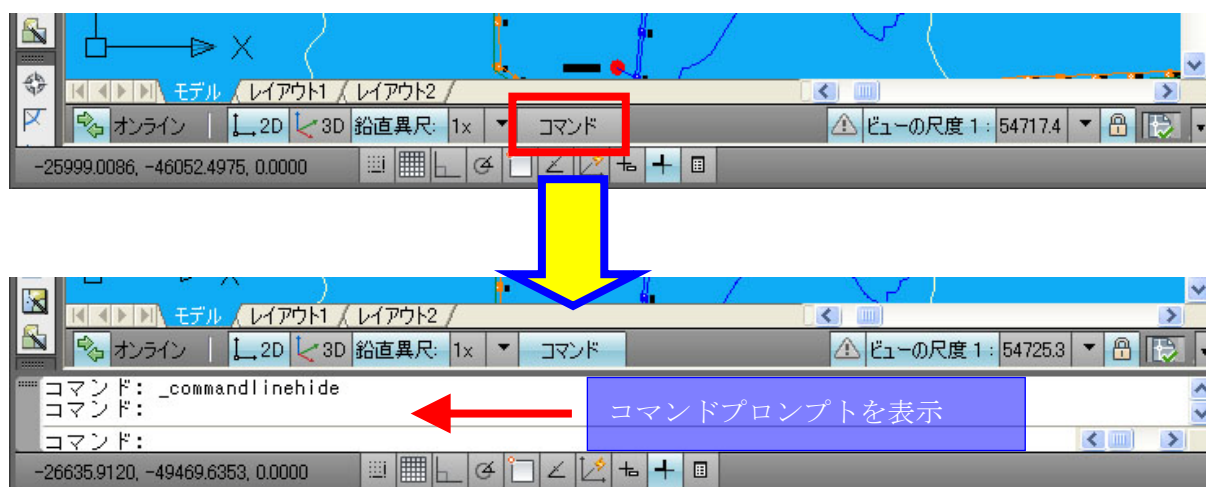 X
モデル レイアウト1 レイアウト2
オンライン 2D 3D 鉛直異尺: 1x コマンド ビューの尺度 1 : 54717.4
-25999.0086, -46052.4975, 0.0000
モデル レイアウト1 レイアウト2
オンライン 2D 3D 鉛直異尺: 1x コマンド ビューの尺度 1 : 54725.3
コマンド: _commandlinehide
コマンド:
コマンドプロンプトを表示
コマンド:
-26635.9120, -49469.6353, 0.0000